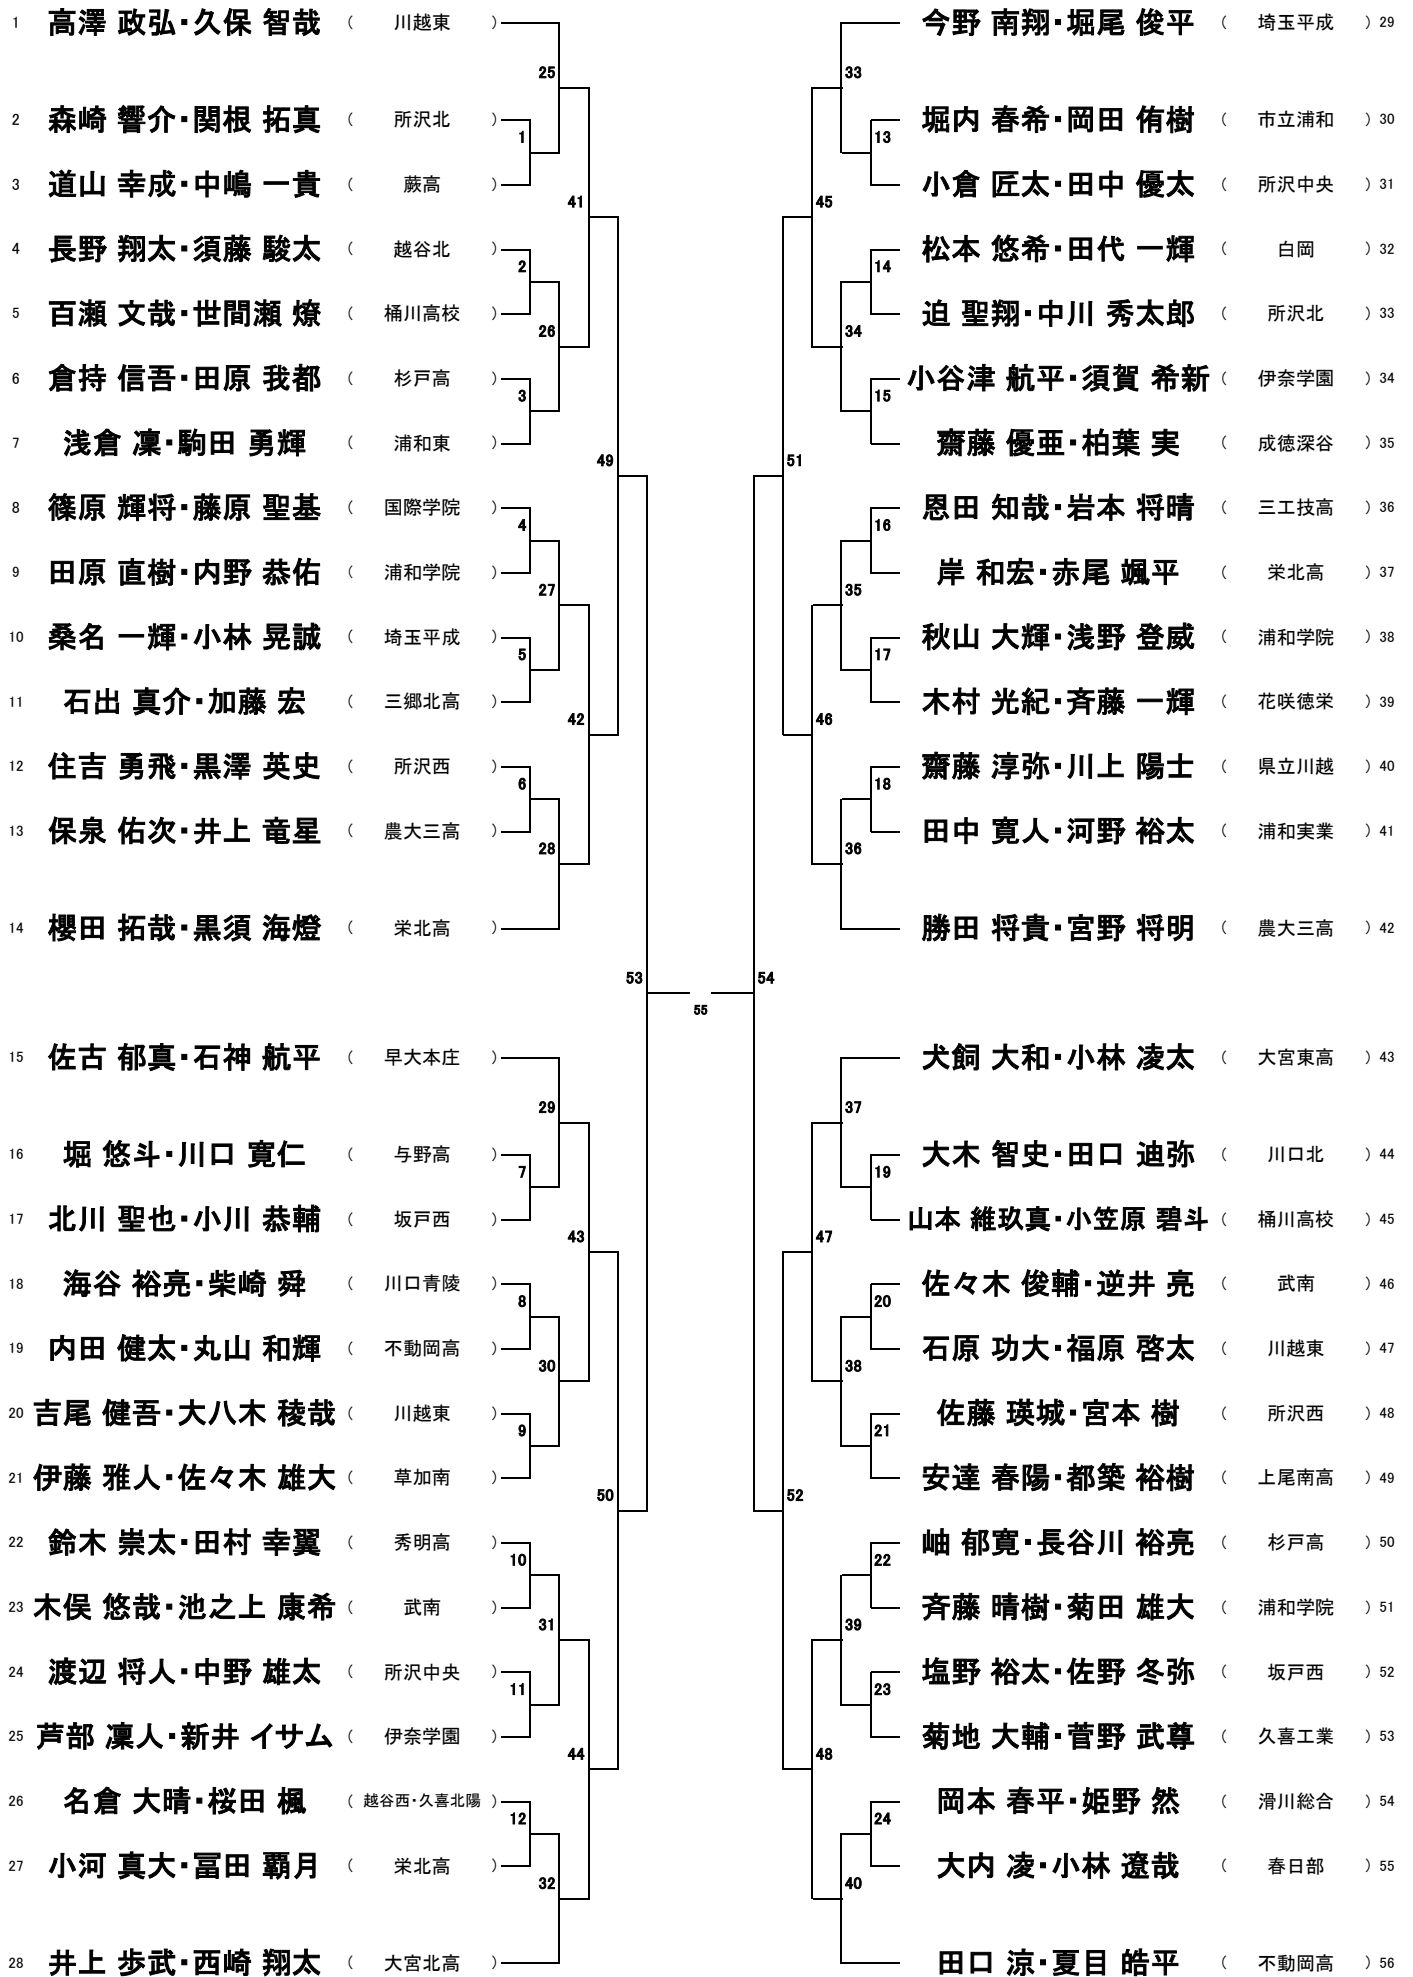 1 高澤 政弘・久保 智哉 ( 川越東 )
25
2 森崎 響介・関根 拓真 ( 所沢北 )
1
3 道山 幸成・中嶋 一貴 ( 蕨高 )
41
4 長野 翔太・須藤 駿太 ( 越谷北 )
2
5 百瀬 文哉・世間瀬 燎 ( 桶川高校 )
26
6 倉持 信吾・田原 我都 ( 杉戸高 )
3
7 浅倉 凜・駒田 勇輝 ( 浦和東 )
49
8 篠原 輝将・藤原 聖基 ( 国際学院 )
4
9 田原 直樹・内野 恭佑 ( 浦和学院 )
27
10 桑名 一輝・小林 晃誠 ( 埼玉平成 )
5
11 石出 真介・加藤 宏 ( 三郷北高 )
42
12 住吉 勇飛・黒澤 英史 ( 所沢西 )
6
13 保泉 佑次・井上 竜星 ( 農大三高 )
28
14 櫻田 拓哉・黒須 海燈 ( 栄北高 )
53
15 佐古 郁真・石神 航平 ( 早大本庄 )
29
16 堀 悠斗・川口 寛仁 ( 与野高 )
7
17 北川 聖也・小川 恭輔 ( 坂戸西 )
43
18 海谷 裕亮・柴崎 舜 ( 川口青陵 )
8
19 内田 健太・丸山 和輝 ( 不動岡高 )
30
20 吉尾 健吾・大八木 稜哉 ( 川越東 )
9
21 伊藤 雅人・佐々木 雄大 ( 草加南 )
50
22 鈴木 崇太・田村 幸翼 ( 秀明高 )
10
23 木俣 悠哉・池之上 康希 ( 武南 )
31
24 渡辺 将人・中野 雄太 ( 所沢中央 )
11
25 芦部 凜人・新井 イサム ( 伊奈学園 )
44
26 名倉 大晴・桜田 楓 ( 越谷西・久喜北陽 )
12
27 小河 真大・冨田 覇月 ( 栄北高 )
32
28 井上 歩武・西崎 翔太 ( 大宮北高 )
55
今野 南翔・堀尾 俊平 ( 埼玉平成 ) 29
33
堀内 春希・岡田 侑樹 ( 市立浦和 ) 30
13
小倉 匠太・田中 優太 ( 所沢中央 ) 31
45
松本 悠希・田代 一輝 ( 白岡 ) 32
14
迫 聖翔・中川 秀太郎 ( 所沢北 ) 33
34
小谷津 航平・須賀 希新 ( 伊奈学園 ) 34
15
齋藤 優亜・柏葉 実 ( 成徳深谷 ) 35
51
恩田 知哉・岩本 将晴 ( 三工技高 ) 36
16
岸 和宏・赤尾 颯平 ( 栄北高 ) 37
35
秋山 大輝・浅野 登威 ( 浦和学院 ) 38
17
木村 光紀・斉藤 一輝 ( 花咲徳栄 ) 39
46
齋藤 淳弥・川上 陽士 ( 県立川越 ) 40
18
田中 寛人・河野 裕太 ( 浦和実業 ) 41
36
勝田 将貴・宮野 将明 ( 農大三高 ) 42
54
犬飼 大和・小林 凌太 ( 大宮東高 ) 43
37
大木 智史・田口 迪弥 ( 川口北 ) 44
19
山本 維玖真・小笠原 碧斗 ( 桶川高校 ) 45
47
佐々木 俊輔・逆井 亮 ( 武南 ) 46
20
石原 功大・福原 啓太 ( 川越東 ) 47
38
佐藤 瑛城・宮本 樹 ( 所沢西 ) 48
21
安達 春陽・都築 裕樹 ( 上尾南高 ) 49
52
岫 郁寛・長谷川 裕亮 ( 杉戸高 ) 50
22
斉藤 晴樹・菊田 雄大 ( 浦和学院 ) 51
39
塩野 裕太・佐野 冬弥 ( 坂戸西 ) 52
23
菊地 大輔・菅野 武尊 ( 久喜工業 ) 53
48
岡本 春平・姫野 然 ( 滑川総合 ) 54
24
大内 凌・小林 遼哉 ( 春日部 ) 55
40
田口 涼・夏目 皓平 ( 不動岡高 ) 56